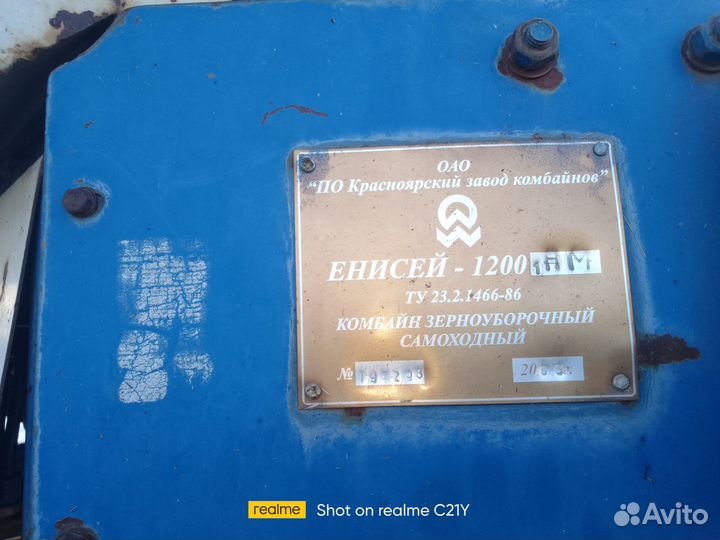 ОАО
"ПО Красноярский завод комбайнов"
ЕНИСЕЙ - 1200
ТУ 23.2.1466-86
КОМБАЙН ЗЕРНОУБОРОЧНЫЙ
САМОХОДНЫЙ
№
realme Shot on realme C21Y
Avito